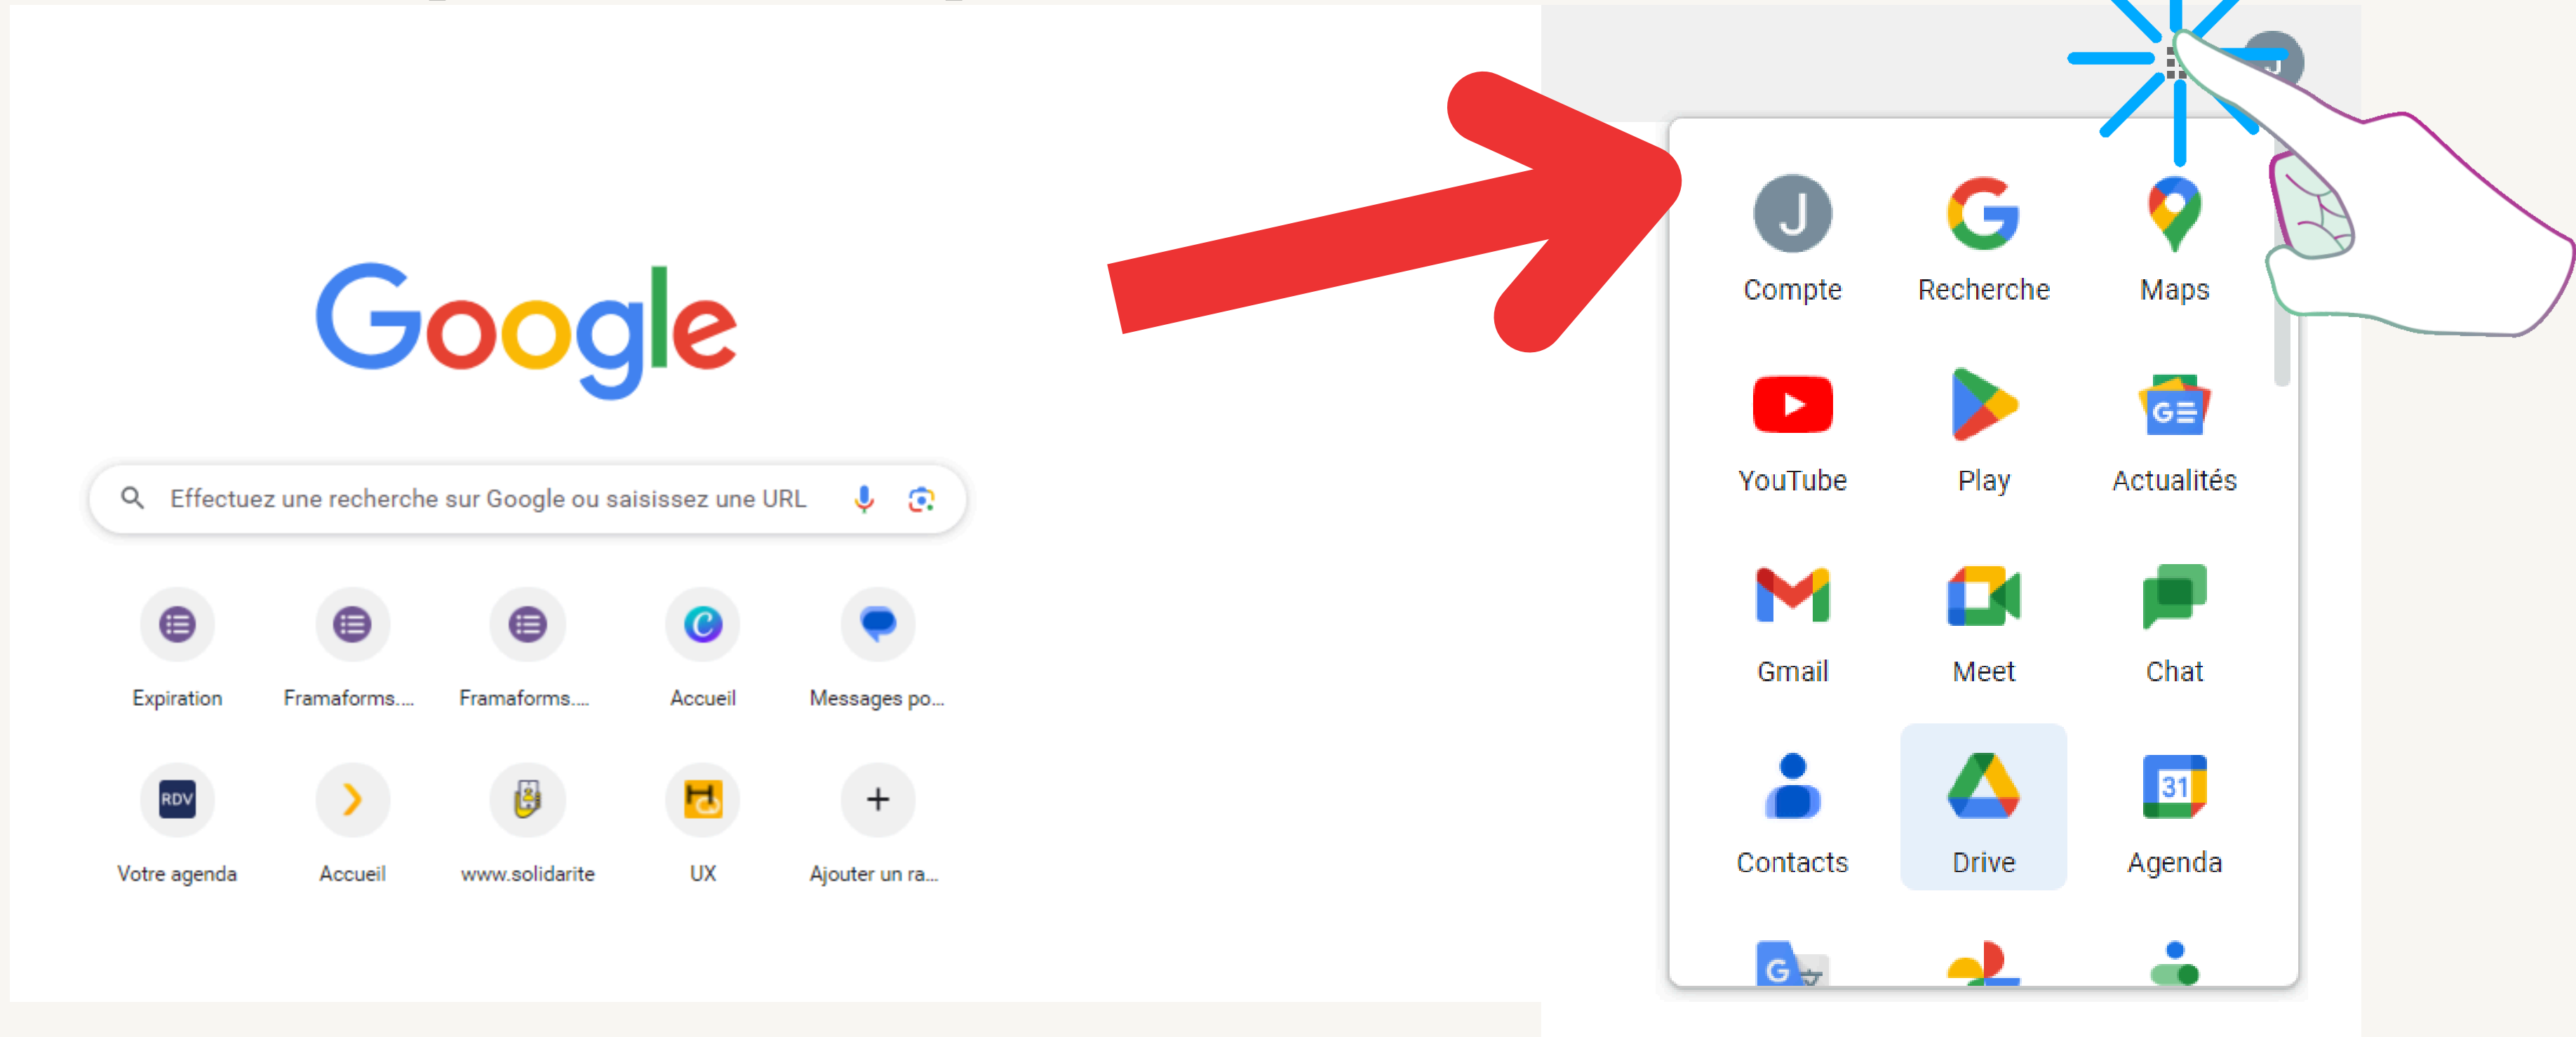 Google
Effectuez une recherche sur Google ou saisissez une URL
Expiration
Framaforms....
Framaforms....
Accueil
Messages po...
RDV
Votre agenda
Accueil
www.solidarite
UX
Ajouter un ra...
J
J
Compte
Recherche
Maps
YouTube
Play
Actualités
Gmail
Meet
Chat
31
Contacts
Drive
Agenda